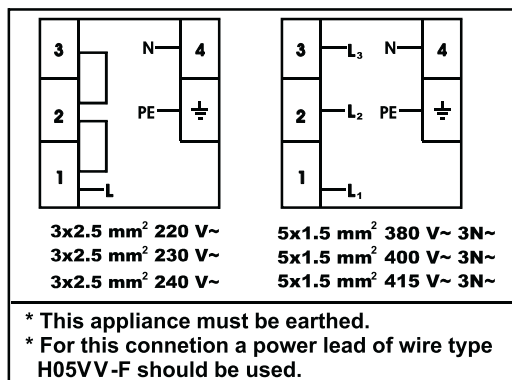 3 N 4
2 PE ⏚
1 L
3 L₃ N 4
2 L₂ PE ⏚
1 L₁
3x2.5 mm² 220 V~
3x2.5 mm² 230 V~
3x2.5 mm² 240 V~
5x1.5 mm² 380 V~ 3N~
5x1.5 mm² 400 V~ 3N~
5x1.5 mm² 415 V~ 3N~
* This appliance must be earthed.
* For this connetion a power lead of wire type
H05VV-F should be used.